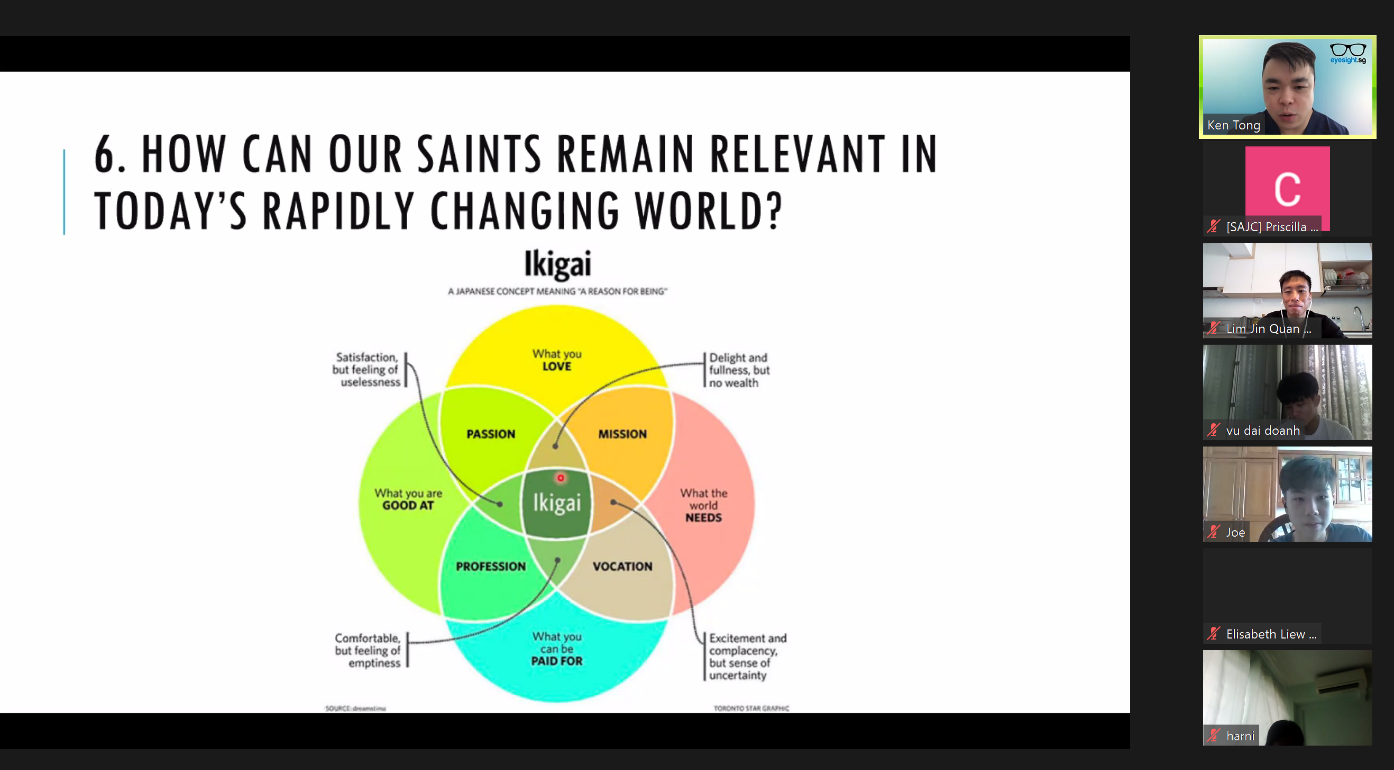 6. HOW CAN OUR SAINTS REMAIN RELEVANT IN
TODAY'S RAPIDLY CHANGING WORLD?
Ikigai
A JAPANESE CONCEPT MEANING "A REASON FOR BEING"
Satisfaction,
but feeling of
uselessness
What you
LOVE
Delight and
fullness, but
no wealth
PASSION
MISSION
What you are
GOOD AT
Ikigai
What the
world
NEEDS
PROFESSION
VOCATION
Comfortable,
but feeling of
emptiness
What you
can be
PAID FOR
Excitement and
complacency,
but sense of
uncertainty
SOURCE: dreamstime
TORONTO STAR GRAPHIC
eyesight.sg
Ken Tong
C
[SAJC] Priscilla ...
Lim Jin Quan ...
vu dai doanh
Joe
Elisabeth Liew ...
harni